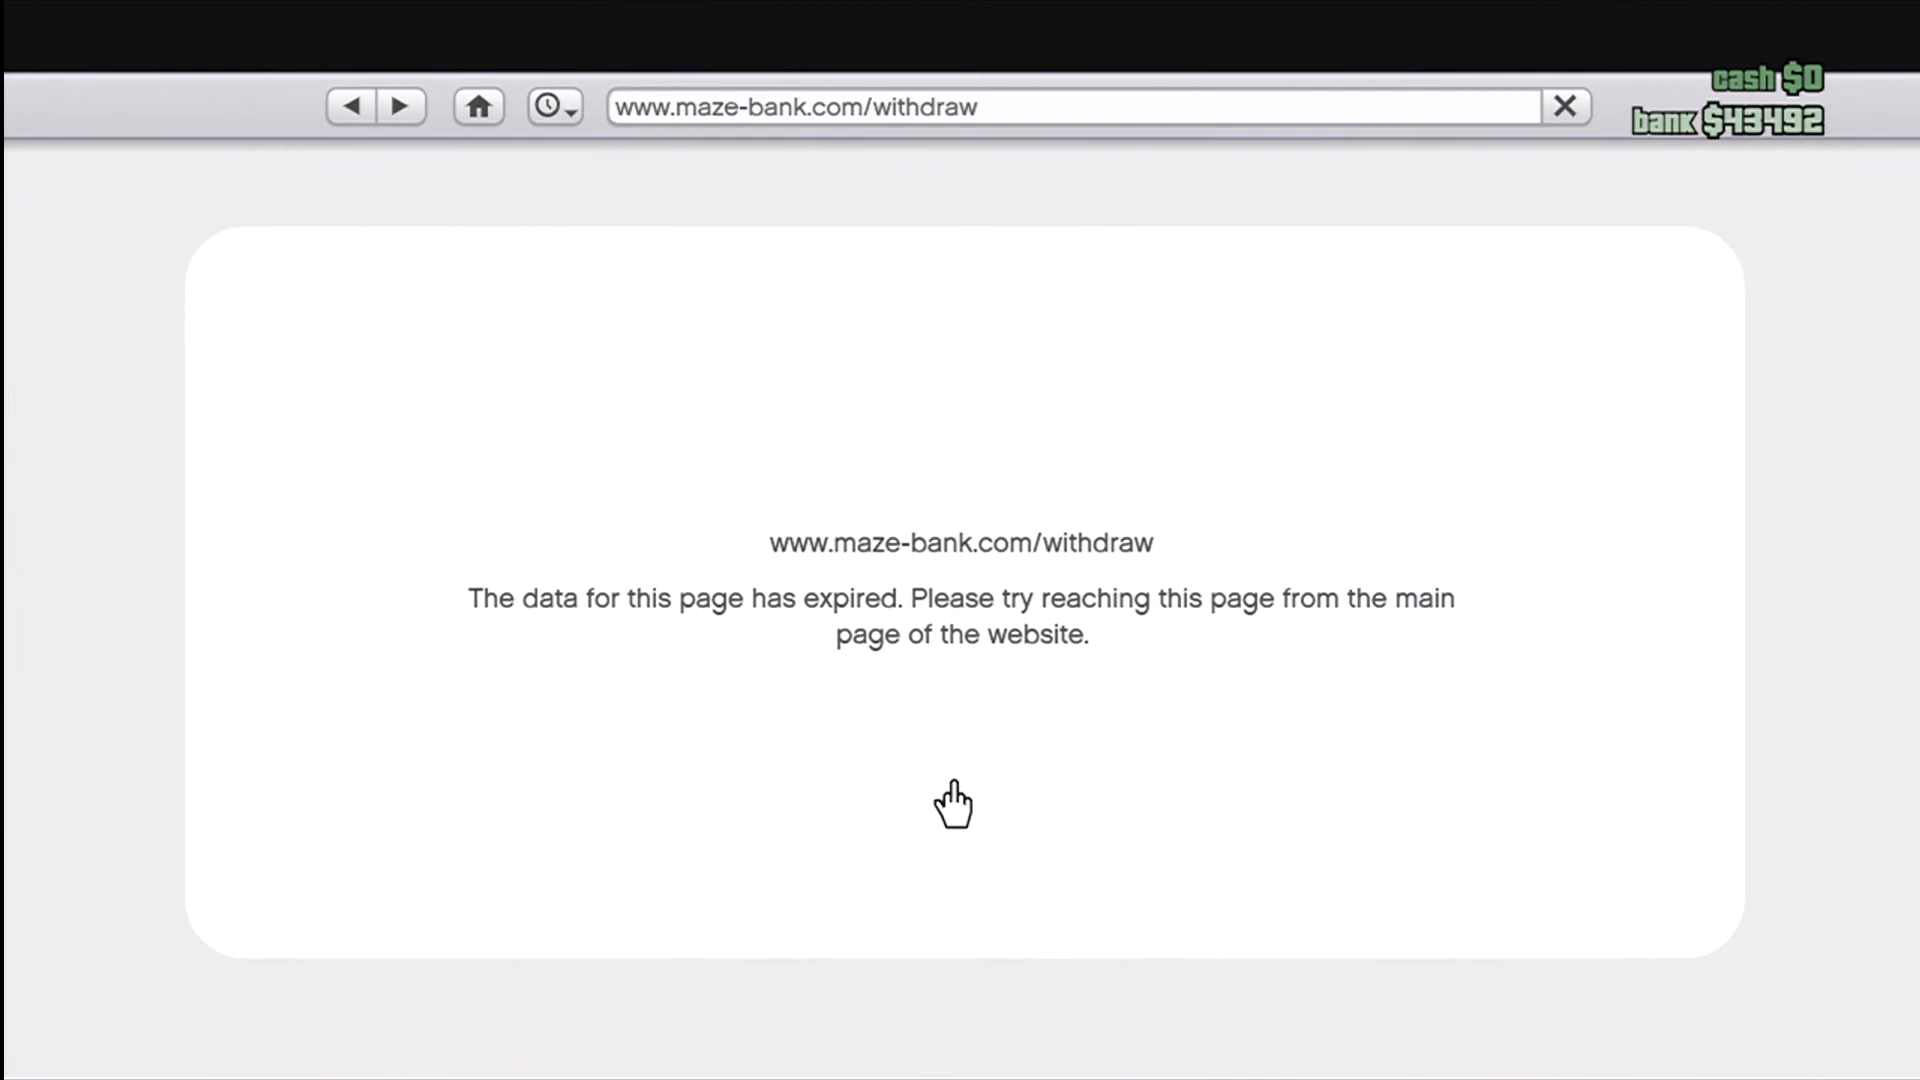 cash $0
www.maze-bank.com/withdraw
bank $43492
www.maze-bank.com/withdraw
The data for this page has expired. Please try reaching this page from the main
page of the website.